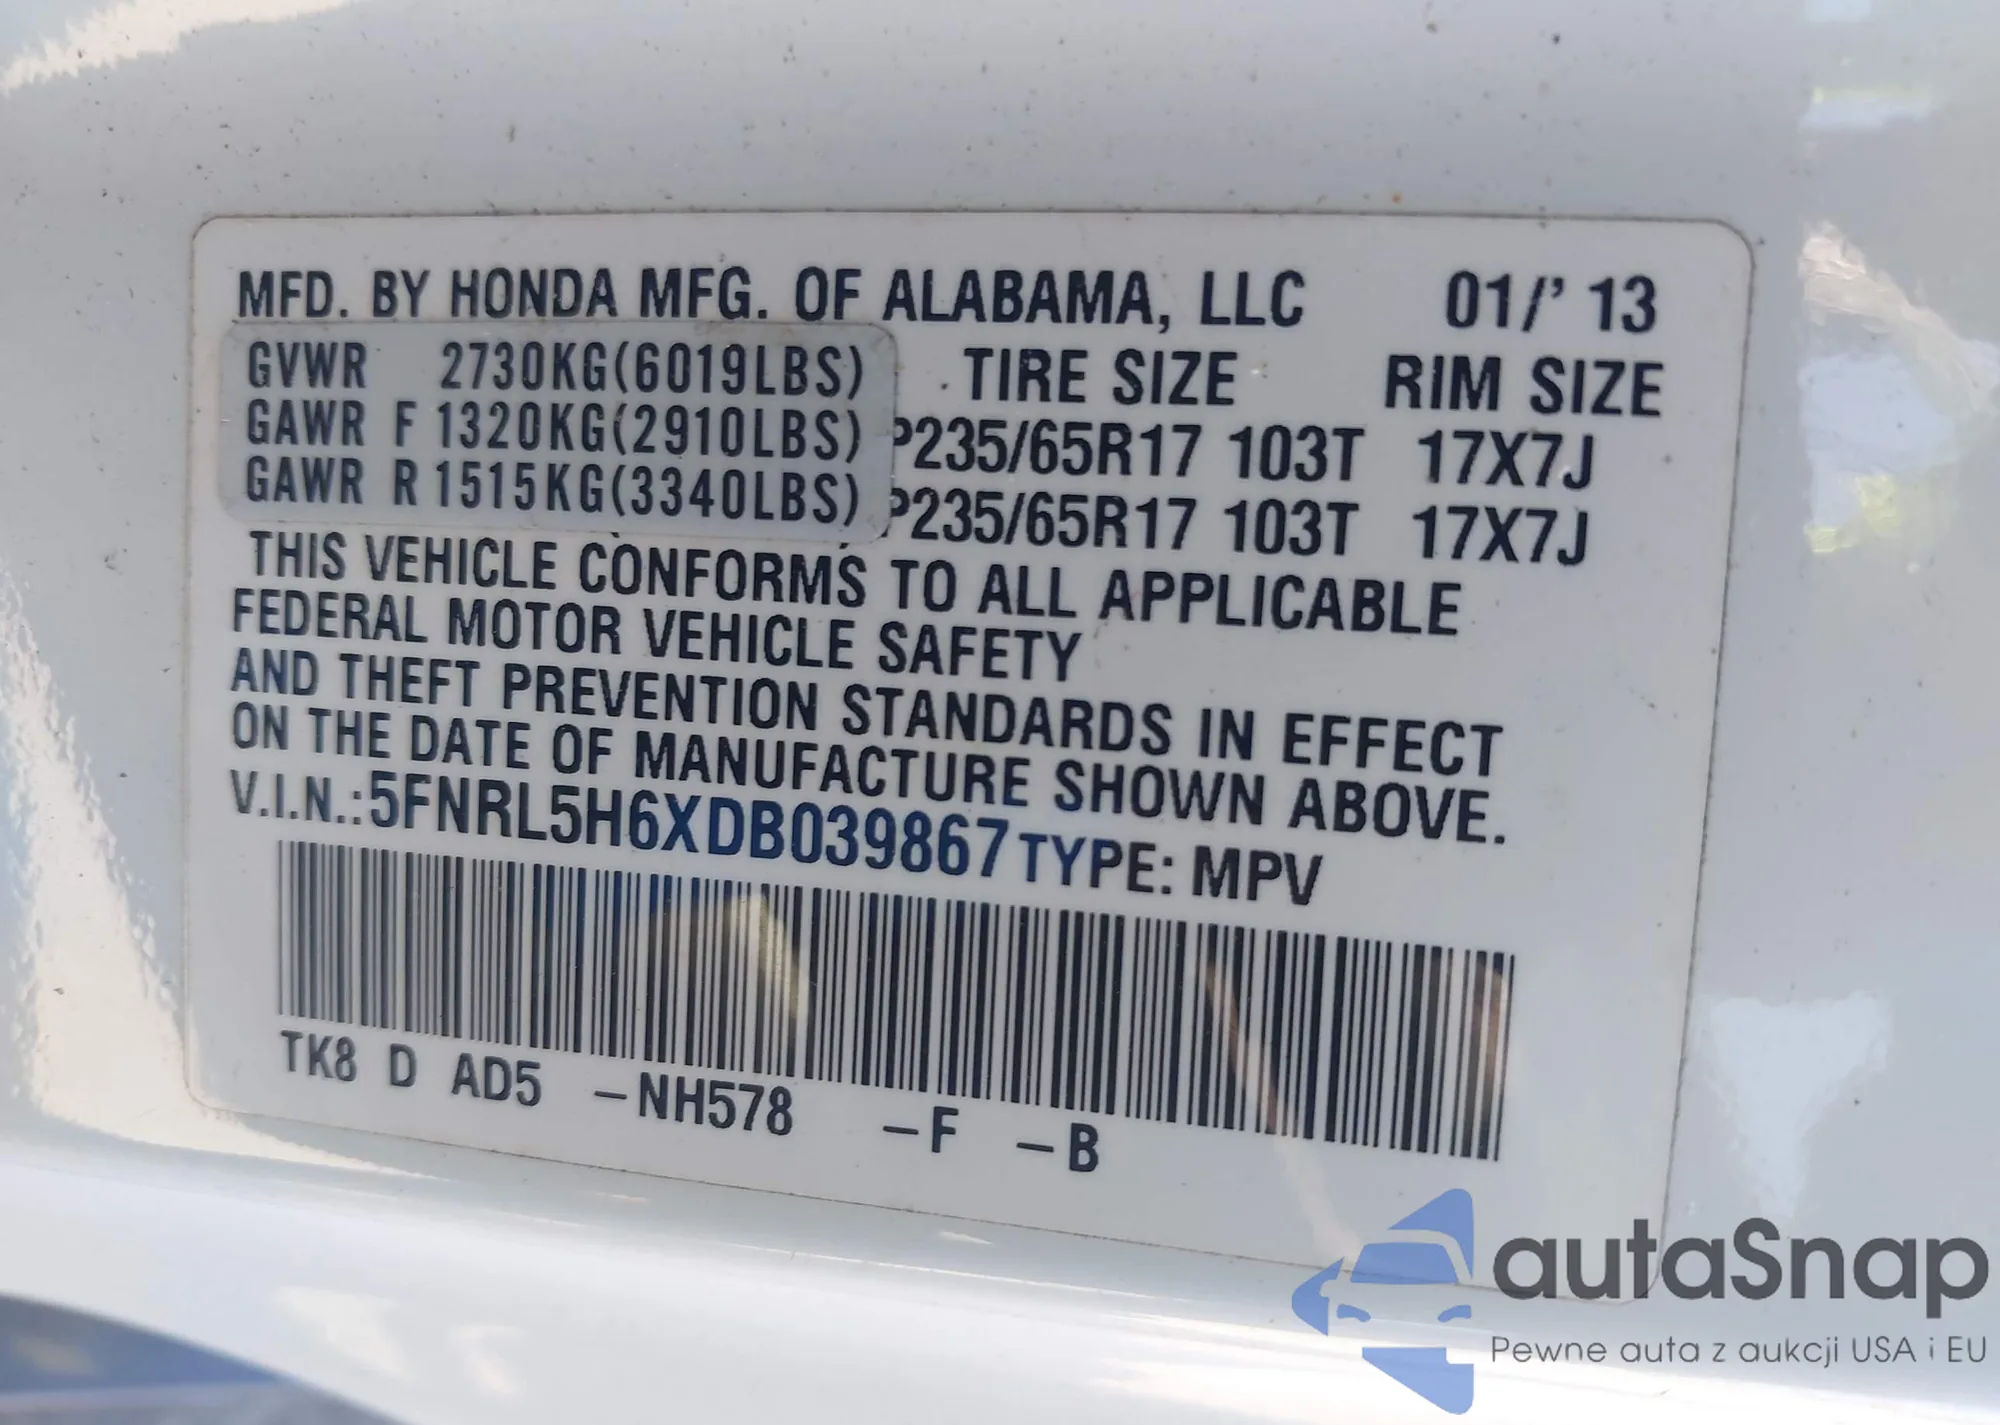 MFD. BY HONDA MFG. OF ALABAMA, LLC 01/' 13
GVWR 2730KG(6019LBS) TIRE SIZE RIM SIZE
GAWR F 1320KG(2910LBS) P235/65R17 103T 17X7J
GAWR R 1515KG(3340LBS) P235/65R17 103T 17X7J
THIS VEHICLE CONFORMS TO ALL APPLICABLE
FEDERAL MOTOR VEHICLE SAFETY
AND THEFT PREVENTION STANDARDS IN EFFECT
ON THE DATE OF MANUFACTURE SHOWN ABOVE.
V.I.N.:5FNRL5H6XDB039867 TYPE: MPV
TK8 D AD5 -NH578 -F -B
autaSnap
Pewne auta z aukcji USA i EU